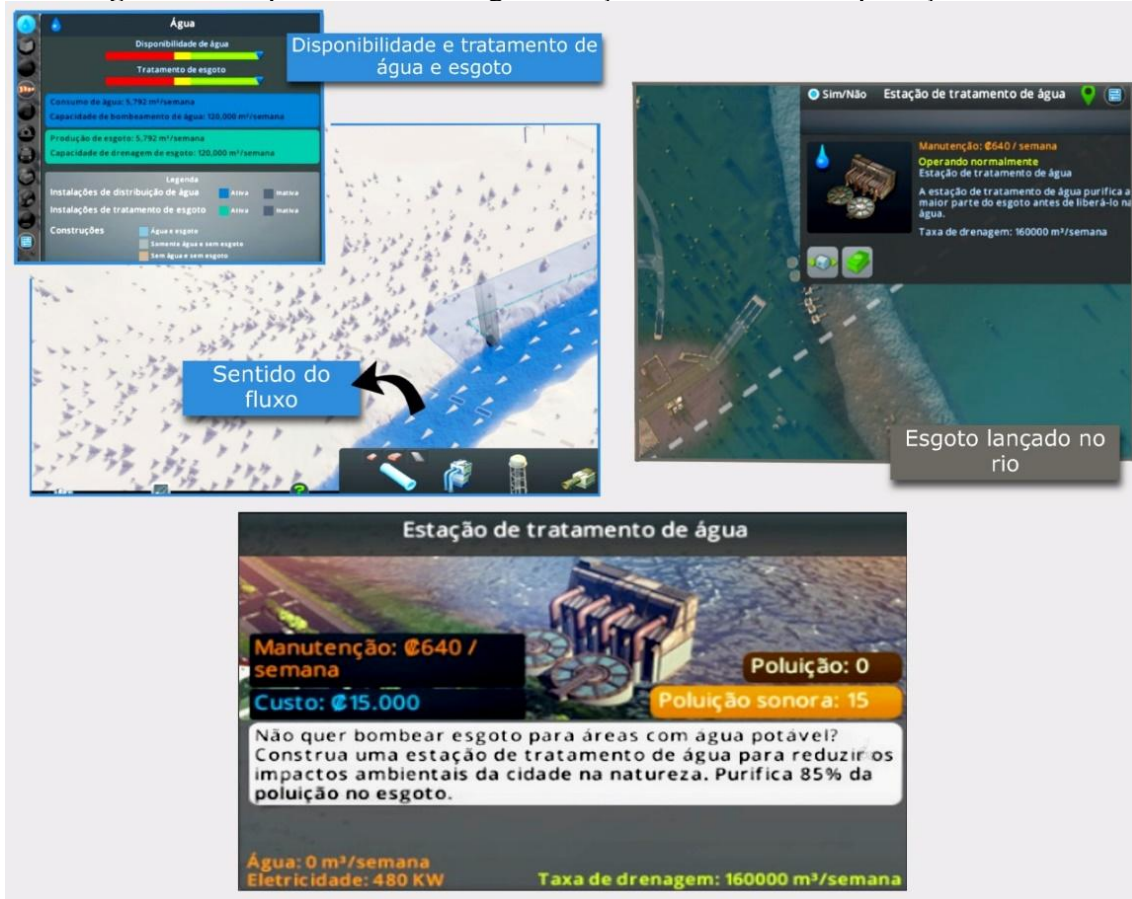 Água
Disponibilidade de água
Tratamento de esgoto
Consumo de água: 5,792 m³/semana
Capacidade de bombeamento de água: 120,000 m³/semana
Produção de esgoto: 5,792 m³/semana
Capacidade de drenagem de esgoto: 120,000 m³/semana
Legenda
Instalações de distribuição de água Ativa Inativa
Instalações de tratamento de esgoto Ativa Inativa
Construções Água e esgoto
Somente água e sem esgoto
Sem água e sem esgoto
Disponibilidade e tratamento de
água e esgoto
Sentido do
fluxo
Sim/Não Estação de tratamento de água
Manutenção: ₡640 / semana
Operando normalmente
Estação de tratamento de água
A estação de tratamento de água purifica a
maior parte do esgoto antes de liberá-lo na
água.
Taxa de drenagem: 160000 m³/semana
Esgoto lançado no
rio
Estação de tratamento de água
Manutenção: ₡640 /
semana
Poluição: 0
Custo: ₡15.000
Poluição sonora: 15
Não quer bombear esgoto para áreas com água potável?
Construa uma estação de tratamento de água para reduzir os
impactos ambientais da cidade na natureza. Purifica 85% da
poluição no esgoto.
Água: 0 m³/semana
Eletricidade: 480 KW
Taxa de drenagem: 160000 m³/semana